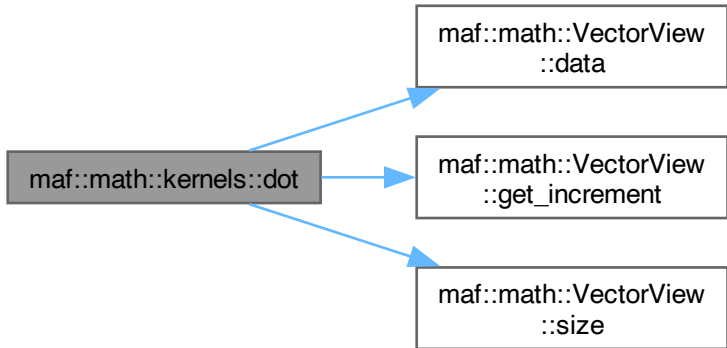 maf::math::kernels::dot
maf::math::VectorView
::data
maf::math::VectorView
::get_increment
maf::math::VectorView
::size